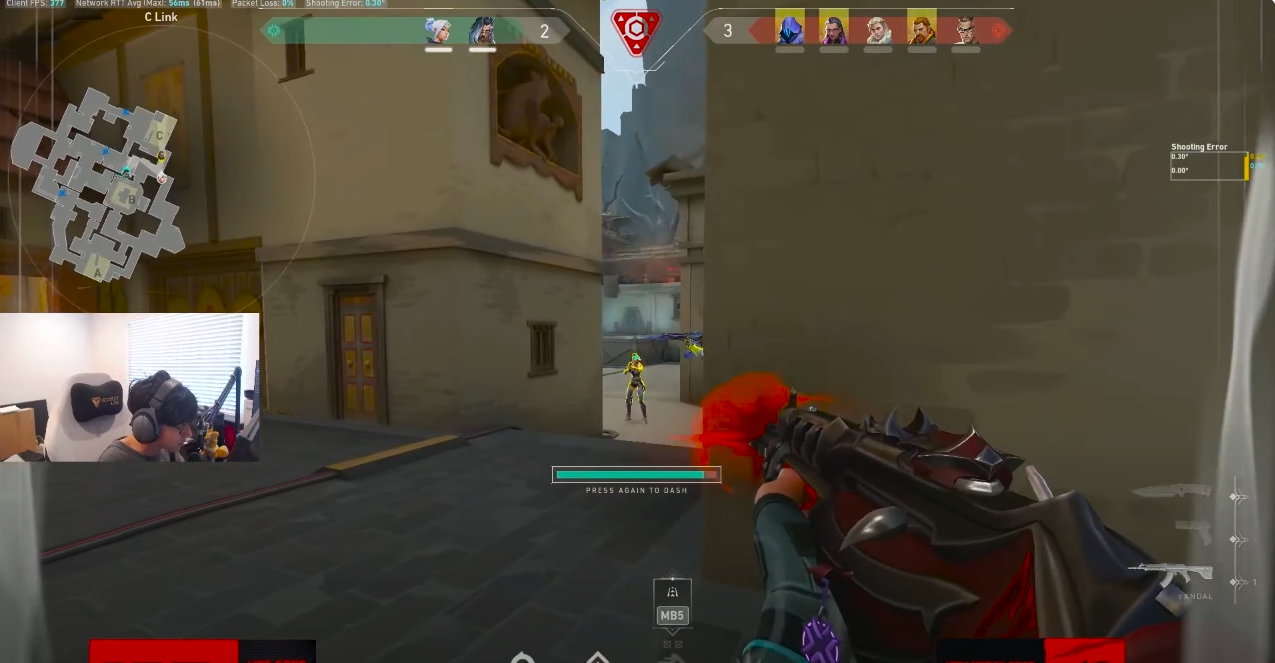 Client FPS: 377 Network RTT Avg (Max): 56ms (61ms) Packet Loss: 0% Shooting Error: 0.30°
C Link
2
3
C
B
A
Shooting Error
0.30°
0.00°
PRESS AGAIN TO DASH
MB5
1
VANDAL